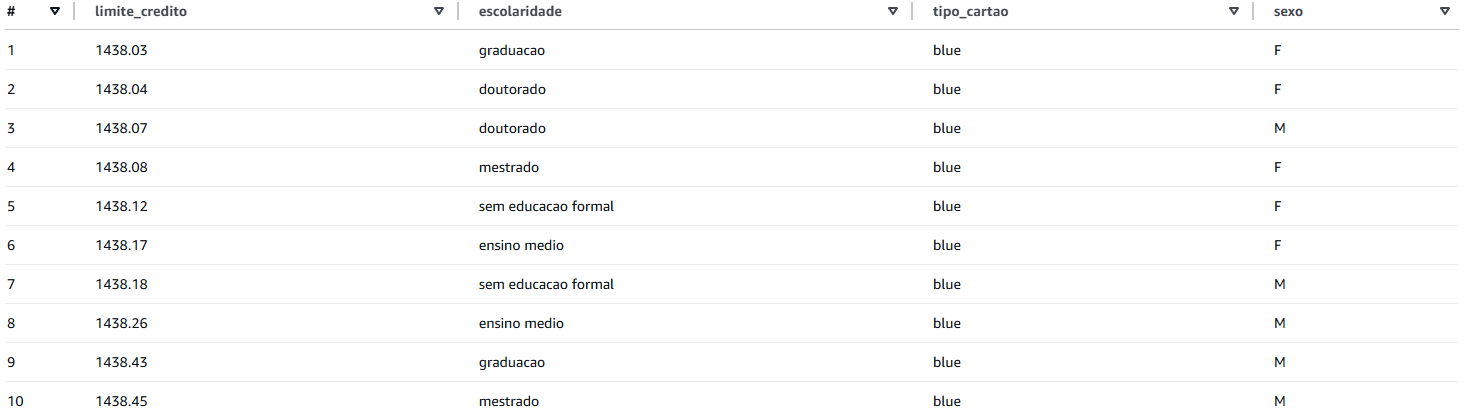 # limite_credito escolaridade tipo_cartao sexo
1 1438.03 graduacao blue F
2 1438.04 doutorado blue F
3 1438.07 doutorado blue M
4 1438.08 mestrado blue F
5 1438.12 sem educacao formal blue F
6 1438.17 ensino medio blue F
7 1438.18 sem educacao formal blue M
8 1438.26 ensino medio blue M
9 1438.43 graduacao blue M
10 1438.45 mestrado blue M